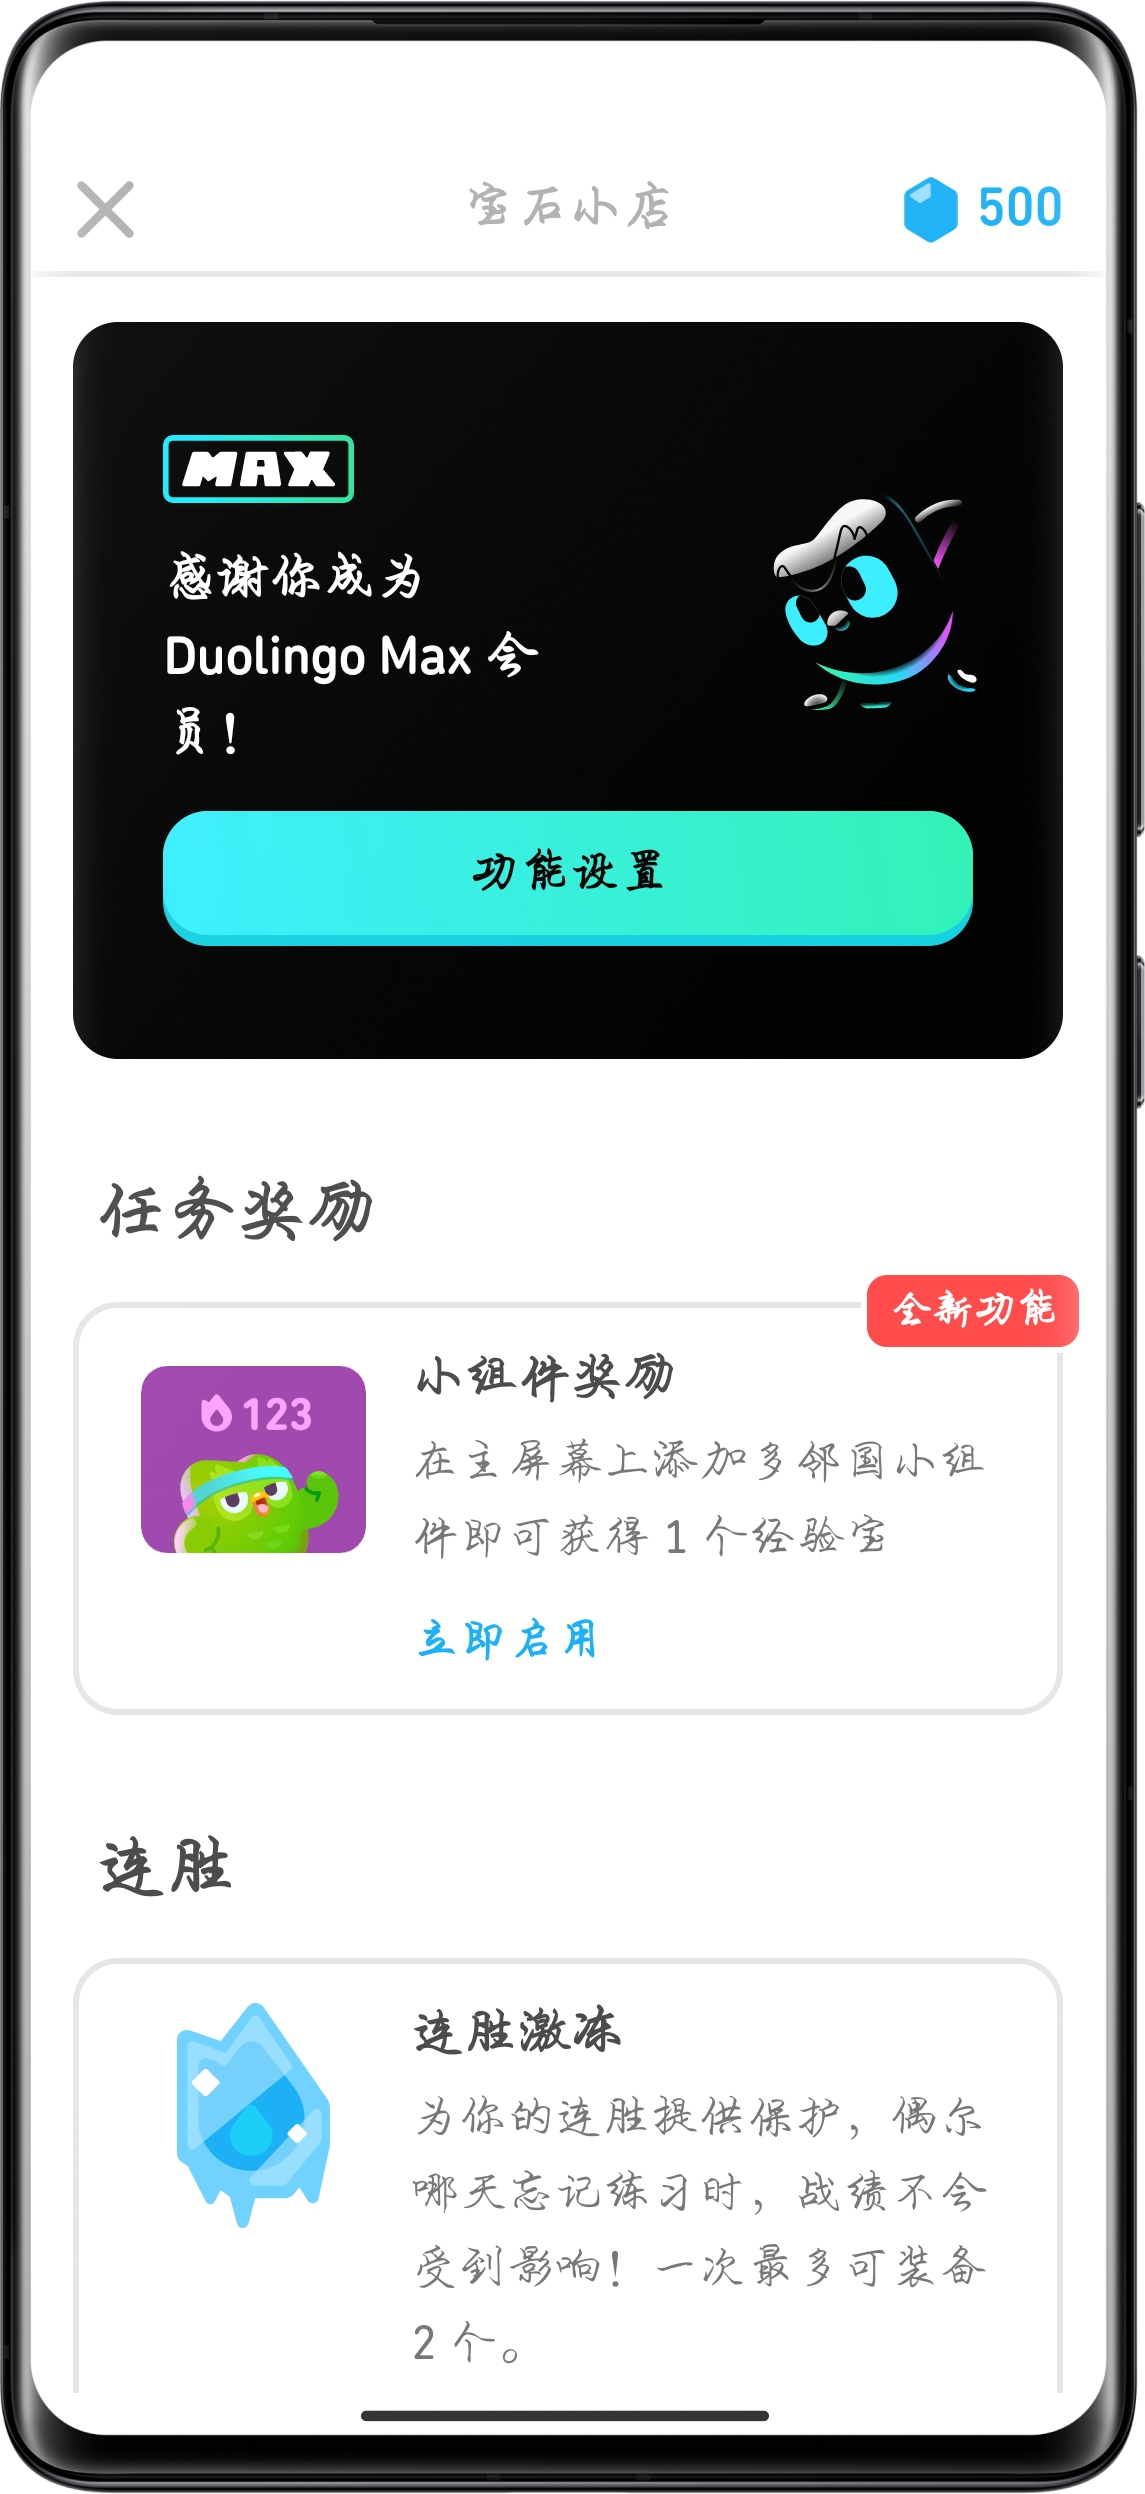 宝石小店
500
MAX
感谢你成为
Duolingo Max 会
员！
功能设置
任务奖励
全新功能
123
小组件奖励
在主屏幕上添加多邻国小组
件即可获得 1 个经验宝
立即启用
连胜
连胜激冻
为你的连胜提供保护，偶尔
哪天忘记练习时，战绩不会
受到影响！ 一次最多可装备
2 个。